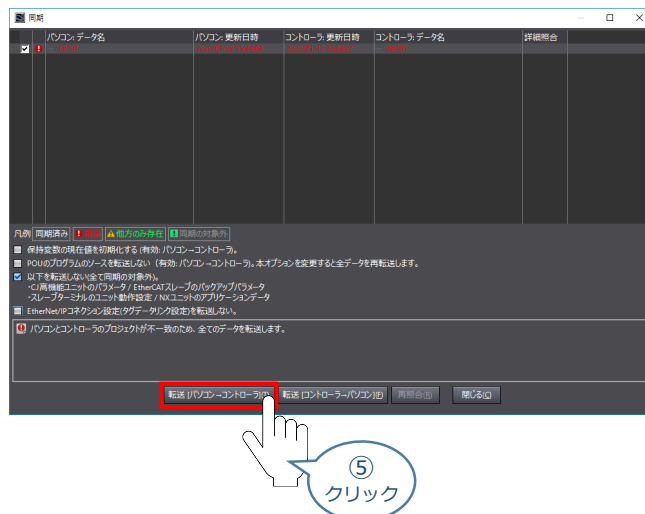 同期
パソコン:データ名 パソコン:更新日時 コントローラ:更新日時 コントローラ:データ名 詳細照合
凡例 同期済み 他方のみ存在 同期の対象外
保持変数の現在値を初期化する(有効:パソコン→コントローラ)。
POUのプログラムのソースを転送しない（有効:パソコン→コントローラ)。本オプションを変更すると全データを再転送します。
以下を転送しない(全て同期の対象外)。
・CJ高機能ユニットのパラメータ / EtherCATスレーブのバックアップパラメータ
・スレーブターミナルのユニット動作設定 / NXユニットのアプリケーションデータ
EtherNet/IPコネクション設定(タグデータリンク設定)を転送しない。
パソコンとコントローラのプロジェクトが不一致のため、全てのデータを転送します。
転送 [パソコン→コントローラ] 転送 [コントローラ→パソコン](F) 再照合(R) 閉じる(C)
⑤
クリック